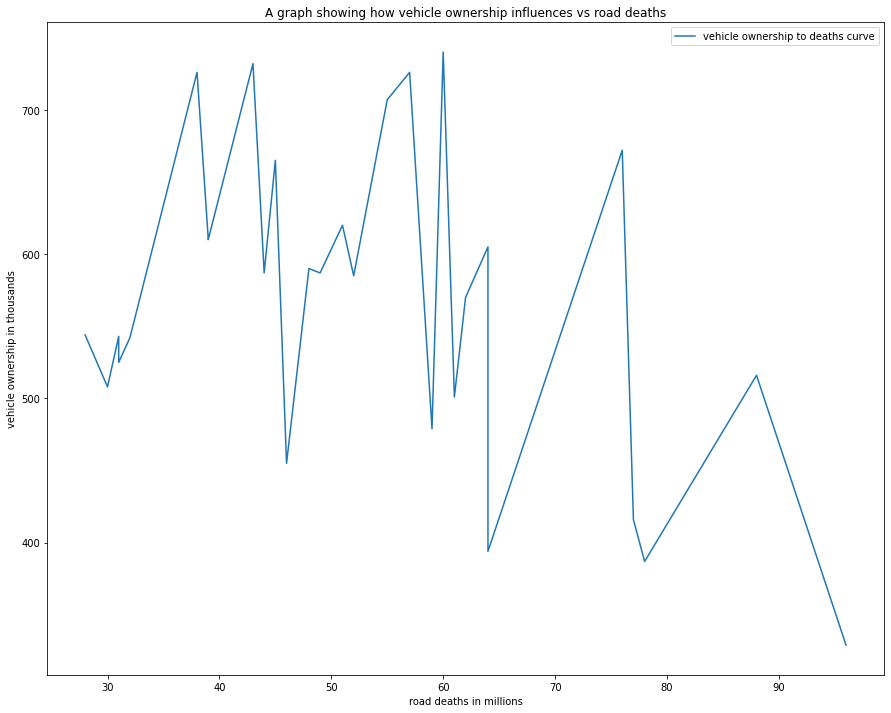 A graph showing how vehicle ownership influences vs road deaths
vehicle ownership to deaths curve
700
600
500
400
vehicle ownership in thousands
30 40 50 60 70 80 90
road deaths in millions